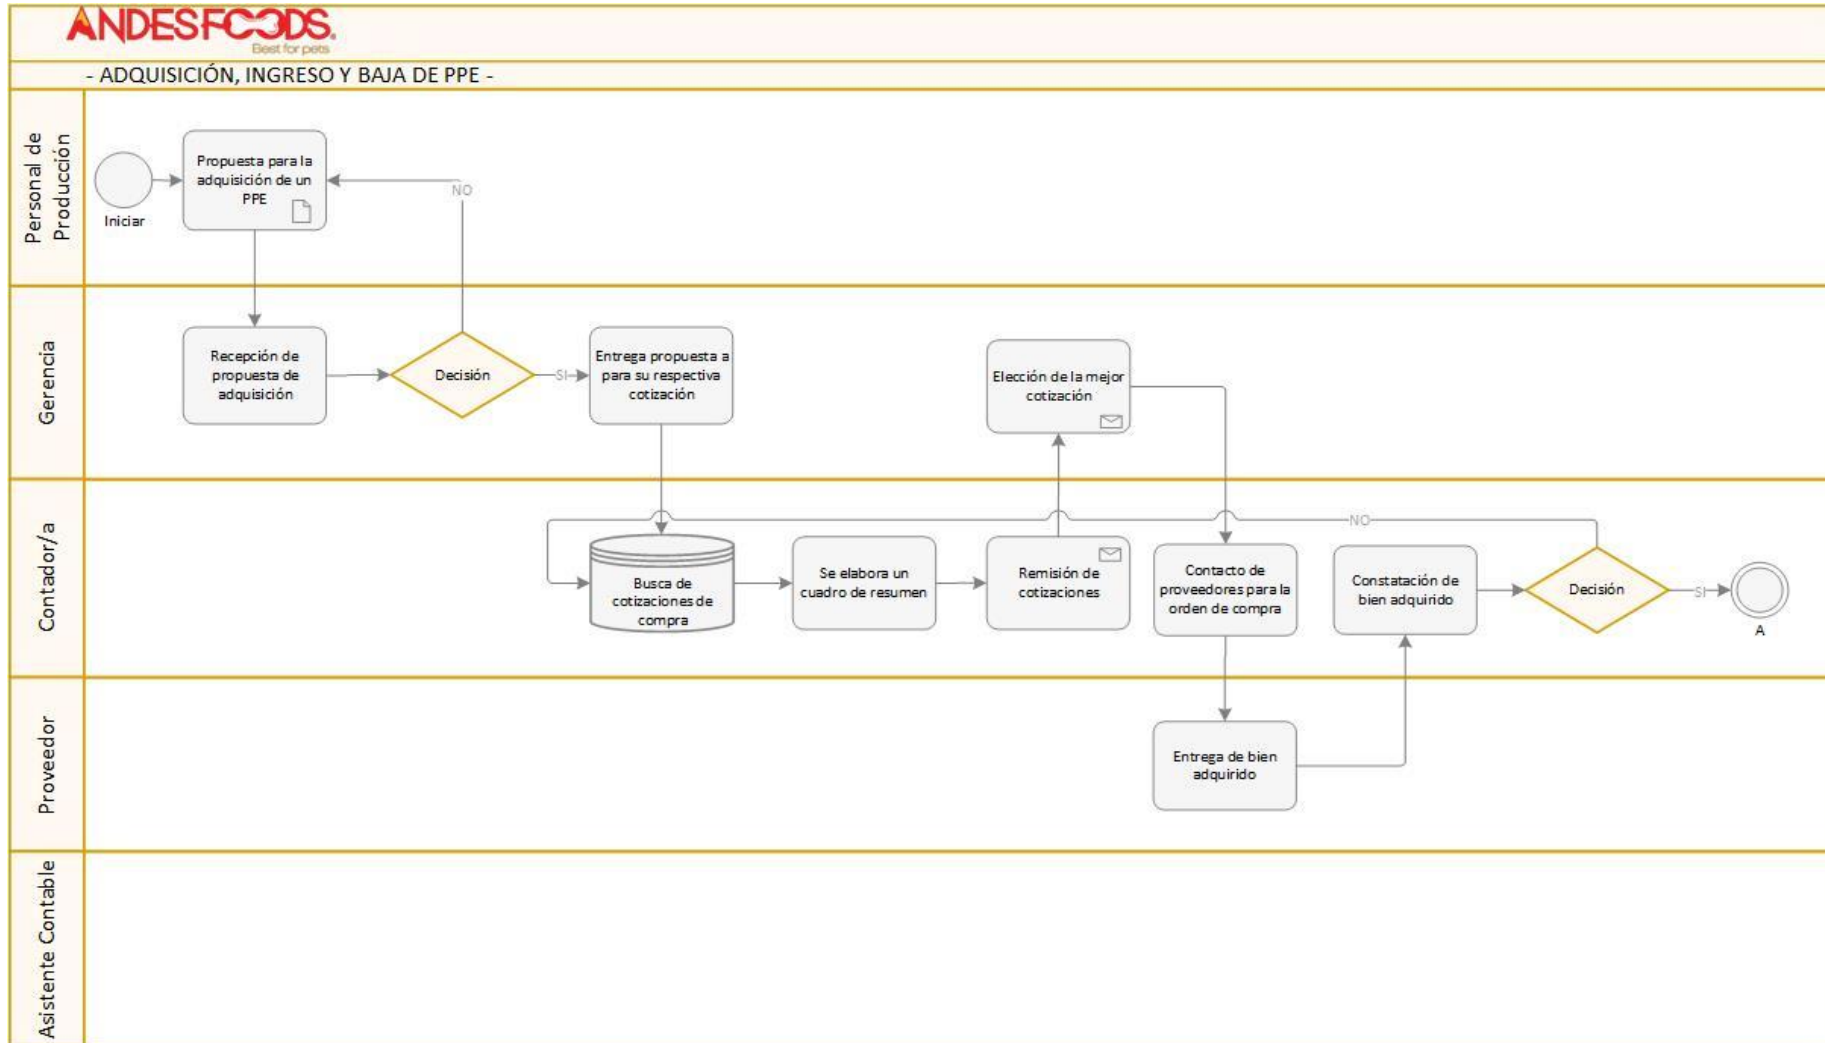 ANDESFOODS.
Best for pets
- ADQUISICIÓN, INGRESO Y BAJA DE PPE -
Personal de
Producción
Iniciar
Propuesta para la
adquisición de un
PPE
NO
Gerencia
Recepción de
propuesta de
adquisición
Decisión
SI
Entrega propuesta a
para su respectiva
cotización
Elección de la mejor
cotización
Contador/a
NO
Busca de
cotizaciones de
compra
Se elabora un
cuadro de resumen
Remisión de
cotizaciones
Contacto de
proveedores para la
orden de compra
Constatación de
bien adquirido
Decisión
SI
A
Proveedor
Entrega de bien
adquirido
Asistente Contable